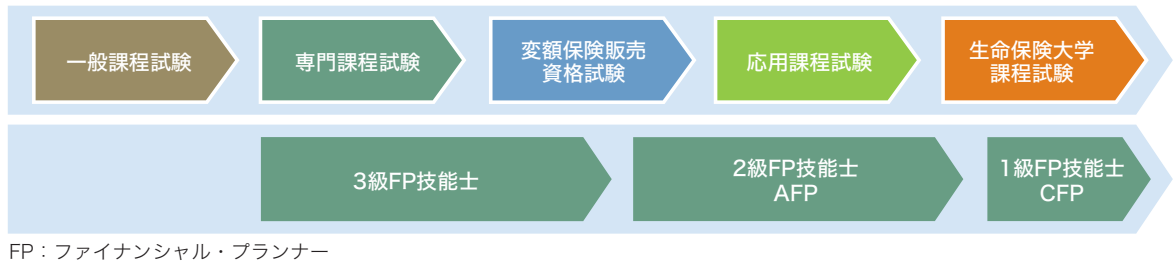 一般課程試験
専門課程試験
変額保険販売
資格試験
応用課程試験
生命保険大学
課程試験
3級FP技能士
2級FP技能士
AFP
1級FP技能士
CFP
FP：ファイナンシャル・プランナー